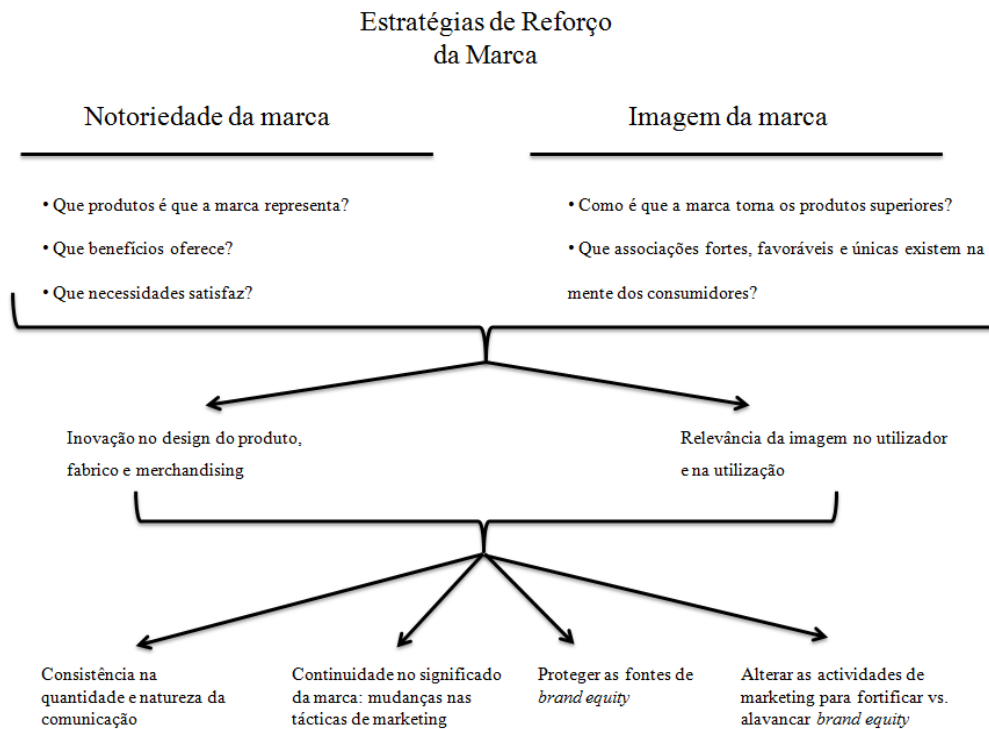 Estratégias de Reforço
da Marca
Notoriedade da marca
Imagem da marca
• Que produtos é que a marca representa?
• Que benefícios oferece?
• Que necessidades satisfaz?
• Como é que a marca torna os produtos superiores?
• Que associações fortes, favoráveis e únicas existem na
mente dos consumidores?
Inovação no design do produto,
fabrico e merchandising
Relevância da imagem no utilizador
e na utilização
Consistência na
quantidade e natureza da
comunicação
Continuidade no significado
da marca: mudanças nas
tácticas de marketing
Proteger as fontes de
brand equity
Alterar as actividades de
marketing para fortificar vs.
alavancar brand equity